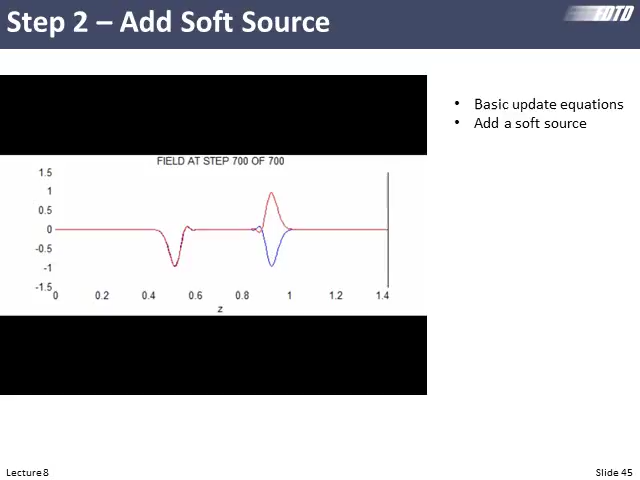 Step 2 – Add Soft Source
FDTD
• Basic update equations
• Add a soft source
FIELD AT STEP 700 OF 700
1.5
1
0.5
0
-0.5
-1
-1.5
0 0.2 0.4 0.6 0.8 1 1.2 1.4
z
Lecture 8
Slide 45